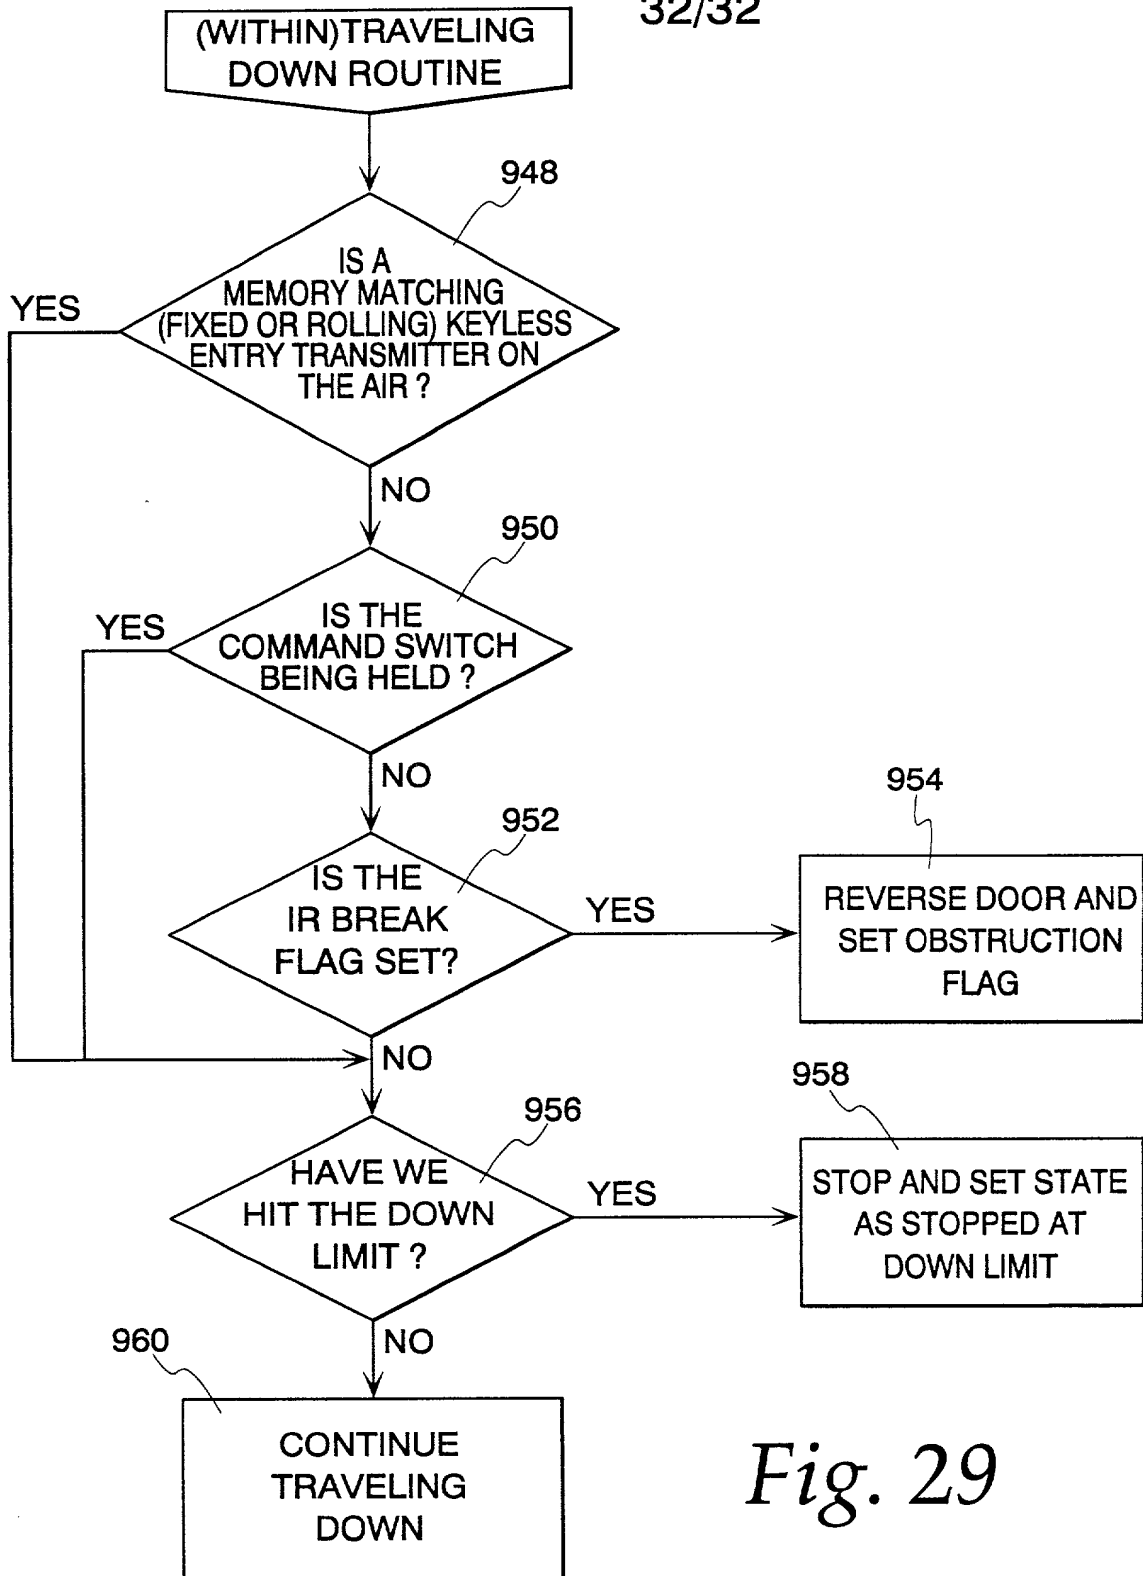 32/32
(WITHIN)TRAVELING
DOWN ROUTINE
948
IS A
MEMORY MATCHING
(FIXED OR ROLLING) KEYLESS
ENTRY TRANSMITTER ON
THE AIR ?
YES
NO
950
IS THE
COMMAND SWITCH
BEING HELD ?
YES
NO
952
IS THE
IR BREAK
FLAG SET?
YES
954
REVERSE DOOR AND
SET OBSTRUCTION
FLAG
NO
956
HAVE WE
HIT THE DOWN
LIMIT ?
YES
958
STOP AND SET STATE
AS STOPPED AT
DOWN LIMIT
NO
960
CONTINUE
TRAVELING
DOWN
Fig. 29